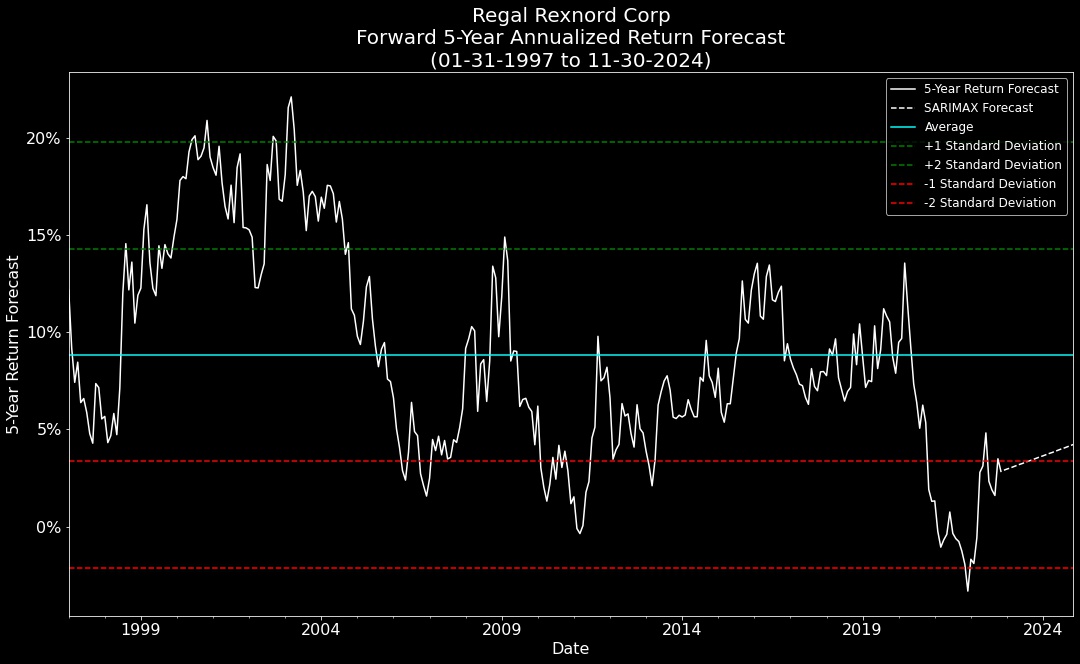 Regal Rexnord Corp
Forward 5-Year Annualized Return Forecast
(01-31-1997 to 11-30-2024)
5-Year Return Forecast
SARIMAX Forecast
Average
+1 Standard Deviation
+2 Standard Deviation
-1 Standard Deviation
-2 Standard Deviation
5-Year Return Forecast
20%
15%
10%
5%
0%
1999
2004
2009
2014
2019
2024
Date